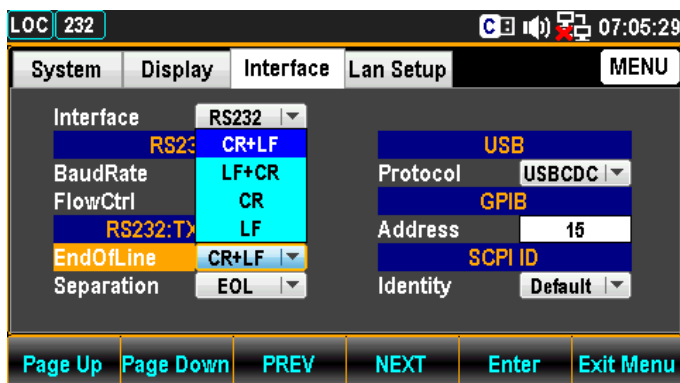 LOC 232 C 07:05:29
System Display Interface Lan Setup MENU
Interface RS232
RS23 CR+LF USB
BaudRate LF+CR Protocol USBCDC
FlowCtrl CR GPIB
RS232:TX LF Address 15
EndOfLine CR+LF SCPI ID
Separation EOL Identity Default
Page Up Page Down PREV NEXT Enter Exit Menu